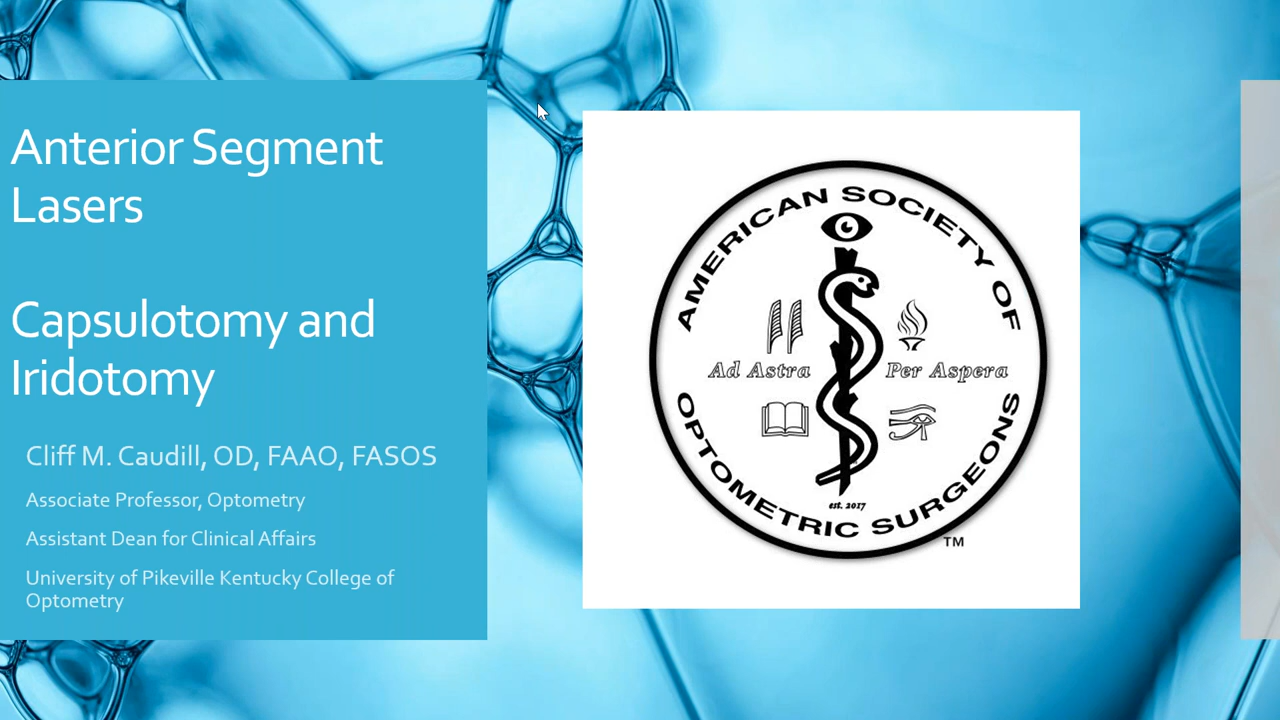 Anterior Segment
Lasers
Capsulotomy and
Iridotomy
Cliff M. Caudill, OD, FAAO, FASOS
Associate Professor, Optometry
Assistant Dean for Clinical Affairs
University of Pikeville Kentucky College of
Optometry
AMERICAN SOCIETY OF
Ad Astra Per Aspera
est. 2017
OPTOMETRIC SURGEONS
TM